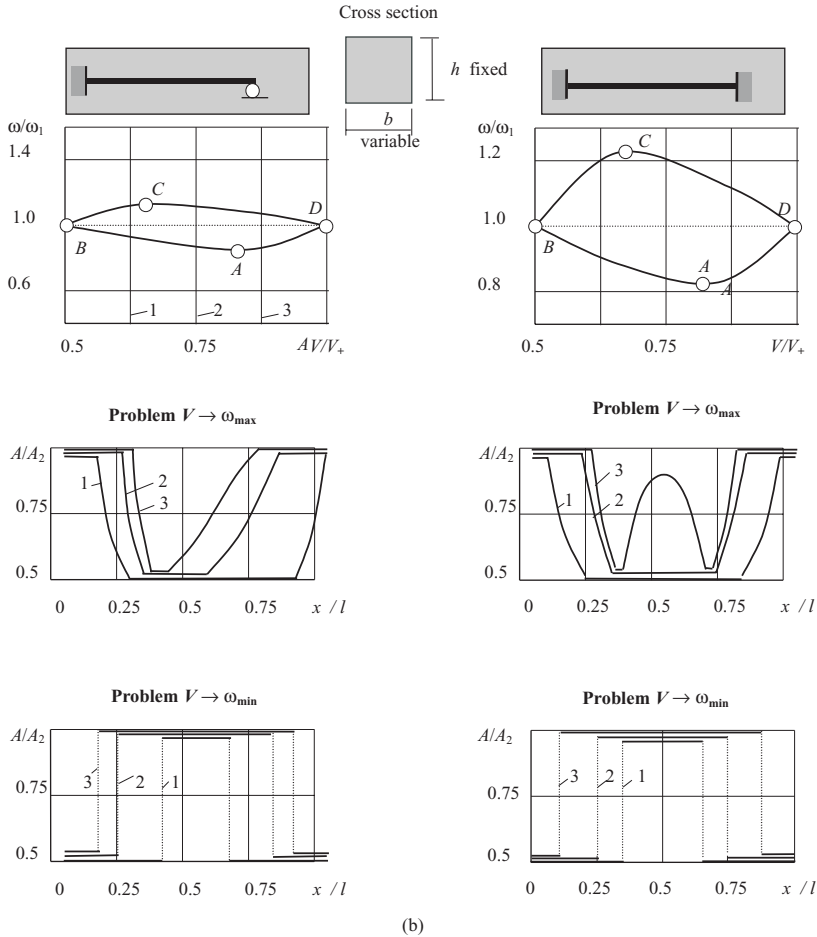 Cross section
h fixed
b
variable
ω/ω₁
1.4
1.0
0.6
C
D
B
A
1
2
3
0.5
0.75
A V/V₊
ω/ω₁
1.2
1.0
0.8
C
D
B
A
A
0.5
0.75
V/V₊
Problem V → ωmax
A/A₂
1
2
3
0.75
0.5
0
0.25
0.5
0.75
x / l
Problem V → ωmax
A/A₂
3
1
2
0.75
0.5
0
0.25
0.5
0.75
x / l
Problem V → ωmin
A/A₂
0.75
3
2
1
0.5
0
0.25
0.5
0.75
x / l
Problem V → ωmin
A/A₂
0.75
3
2
1
0.5
0
0.25
0.5
0.75
x / l
(b)